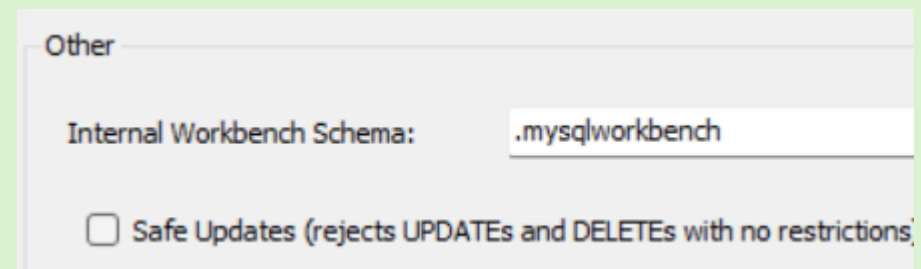 Other
Internal Workbench Schema: .mysqlworkbench
Safe Updates (rejects UPDATEs and DELETEs with no restrictions)